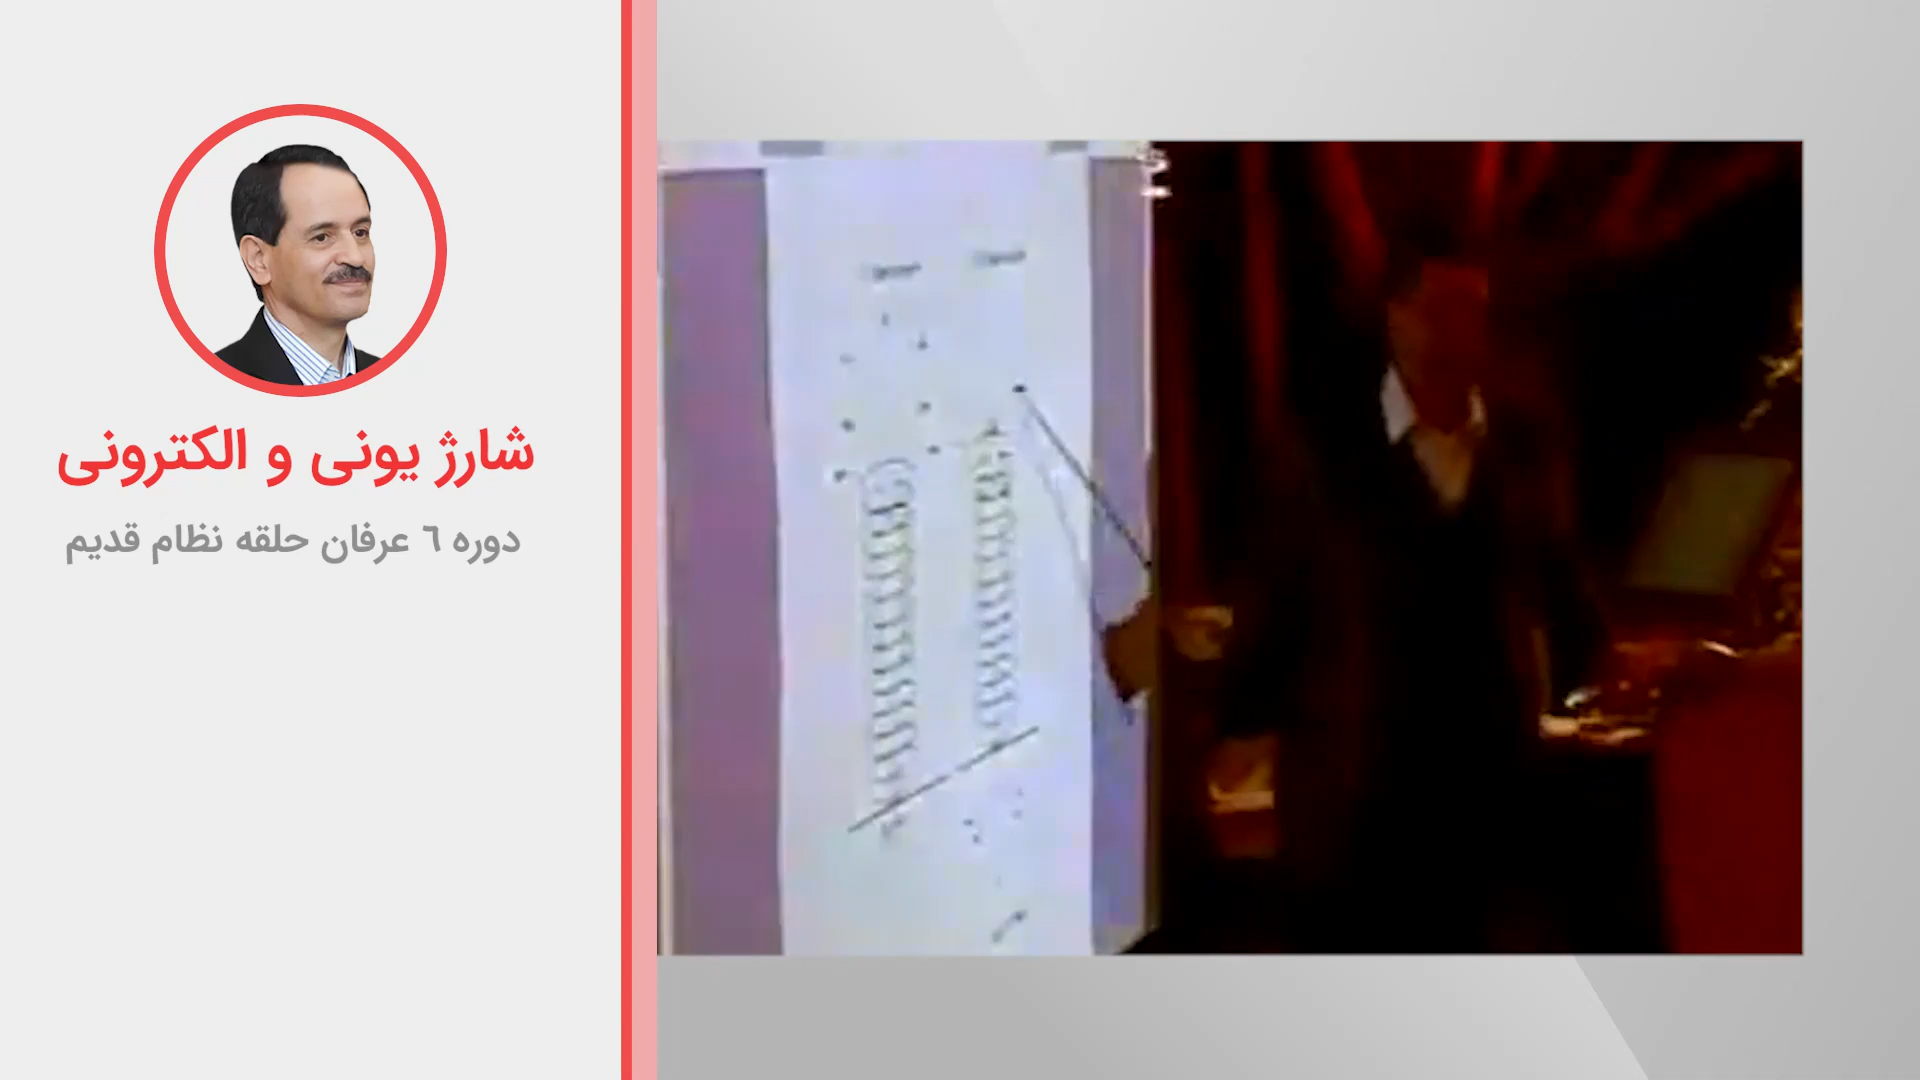 شارژ یونی و الکترونی
دوره ٦ عرفان حلقه نظام قدیم